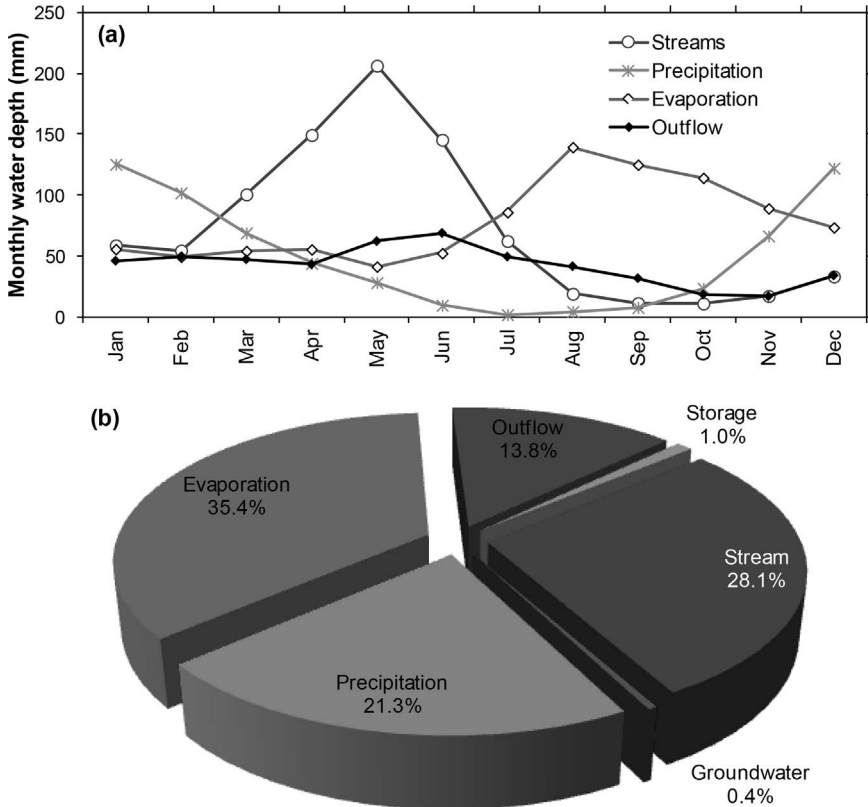 (a)
Monthly water depth (mm)
250
200
150
100
50
0
Streams
Precipitation
Evaporation
Outflow
Jan
Feb
Mar
Apr
May
Jun
Jul
Aug
Sep
Oct
Nov
Dec
(b)
Outflow
13.8%
Storage
1.0%
Evaporation
35.4%
Stream
28.1%
Precipitation
21.3%
Groundwater
0.4%